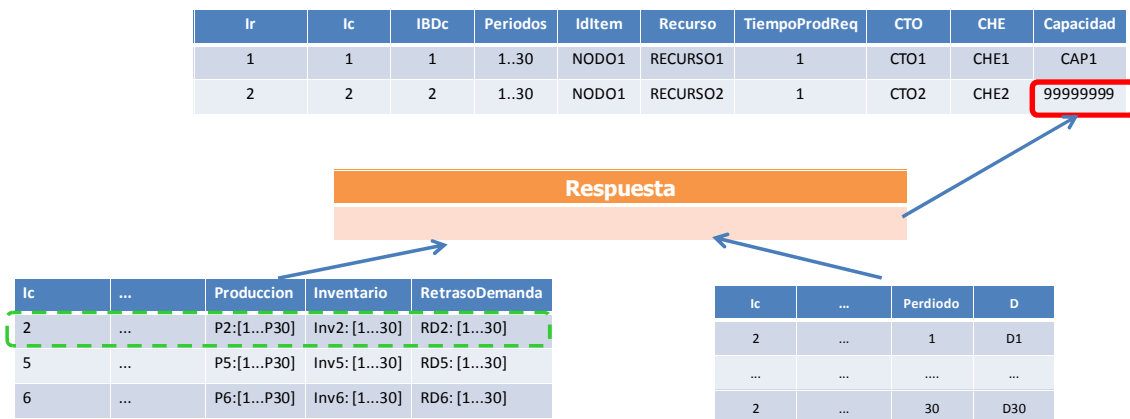 Ir Ic IBDc Periodos IdItem Recurso TiempoProdReq CTO CHE Capacidad
1 1 1 1..30 NODO1 RECURSO1 1 CTO1 CHE1 CAP1
2 2 2 1..30 NODO1 RECURSO2 1 CTO2 CHE2 99999999
Respuesta
Ic ... Produccion Inventario RetrasoDemanda
2 ... P2:[1...P30] Inv2: [1...30] RD2: [1...30]
5 ... P5:[1...P30] Inv5: [1...30] RD5: [1...30]
6 ... P6:[1...P30] Inv6: [1...30] RD6: [1...30]
Ic ... Perdiodo D
2 ... 1 D1
... ... .... ...
2 ... 30 D30